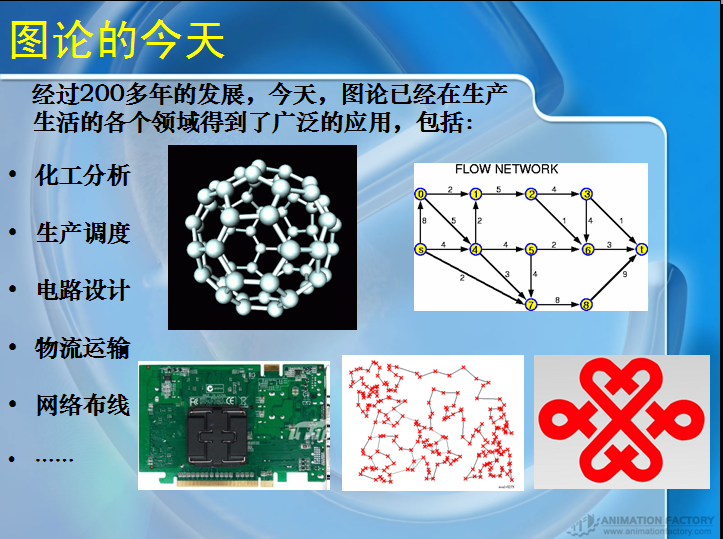 图论的今天
经过200多年的发展，今天，图论已经在生产
生活的各个领域得到了广泛的应用，包括：
• 化工分析
• 生产调度
• 电路设计
• 物流运输
• 网络布线
• ……
FLOW NETWORK
0 2 1 5 2 4 3
8 5 2 1 4 1
s 4 4 4 5 2 6 3 t
2 3 4 9
7 8 8
ANIMATION FACTORY
www.animationfactory.com